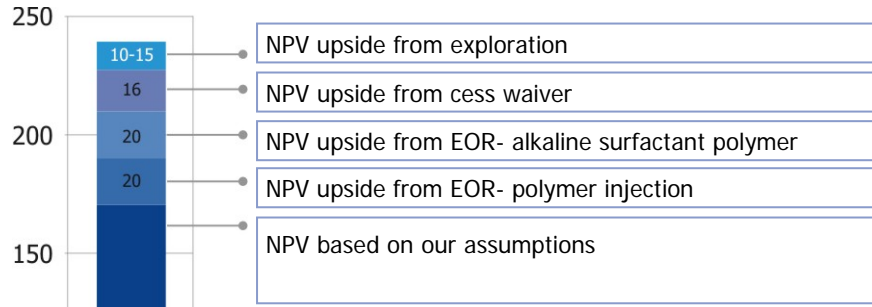 250
10-15
NPV upside from exploration
16
NPV upside from cess waiver
200
20
NPV upside from EOR- alkaline surfactant polymer
20
NPV upside from EOR- polymer injection
150
NPV based on our assumptions